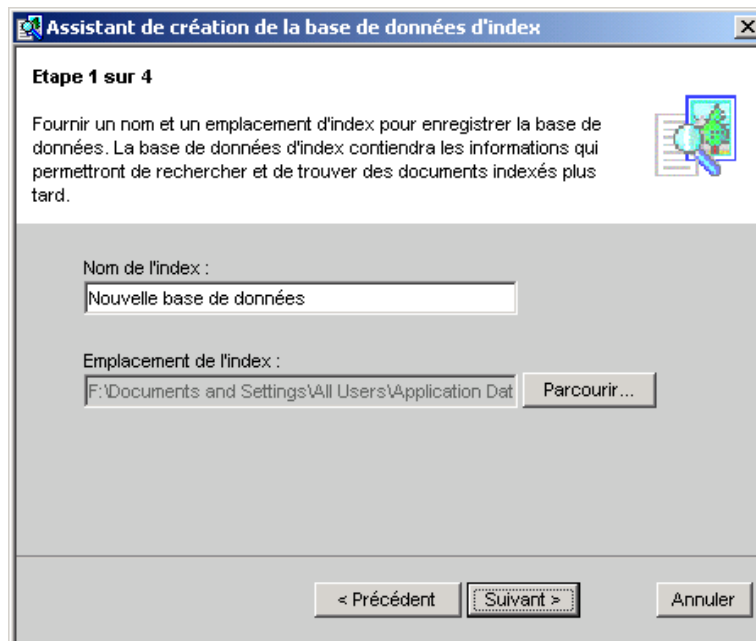 Assistant de création de la base de données d'index
Etape 1 sur 4
Fournir un nom et un emplacement d'index pour enregistrer la base de
données. La base de données d'index contiendra les informations qui
permettront de rechercher et de trouver des documents indexés plus
tard.
Nom de l'index :
Nouvelle base de données
Emplacement de l'index :
F:\Documents and Settings\All Users\Application Dat
Parcourir...
< Précédent
Suivant >
Annuler